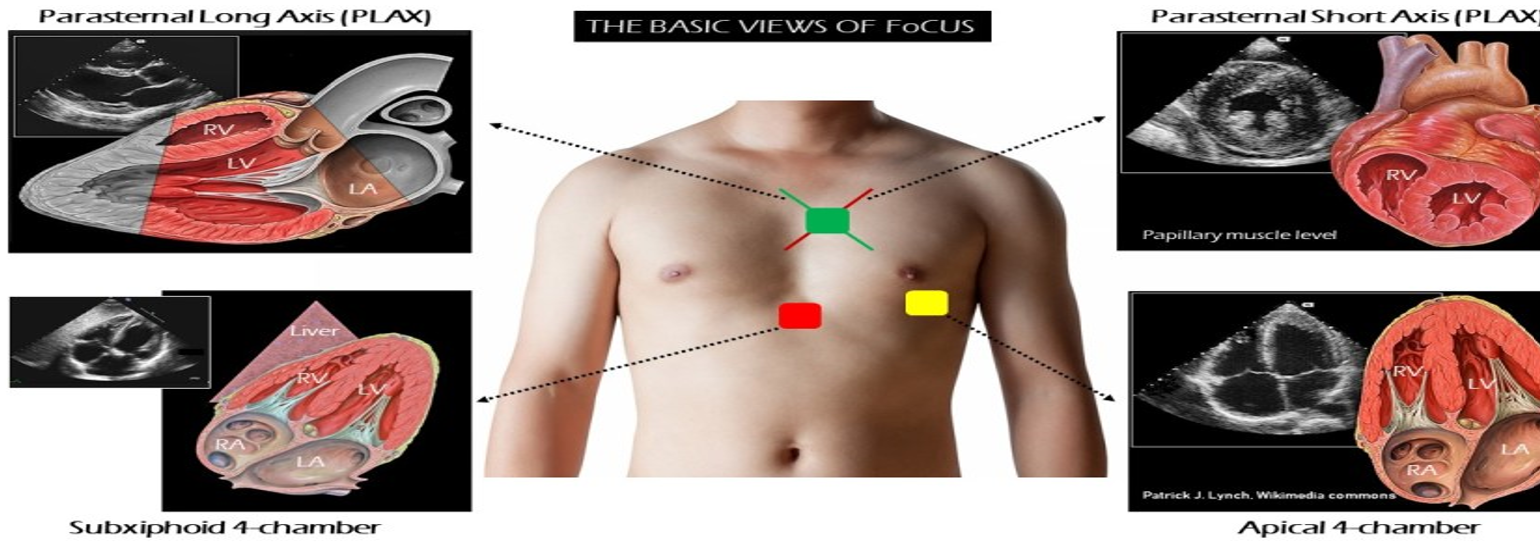 Parasternal Long Axis (PLAX)
THE BASIC VIEWS OF FoCUS
Parasternal Short Axis (PLAX)
RV
LV
LA
RV
LV
Papillary muscle level
Liver
RV
LV
RA
LA
RV
LV
RA
LA
Patrick J. Lynch. Wikimedia commons
Subxiphoid 4-chamber
Apical 4-chamber